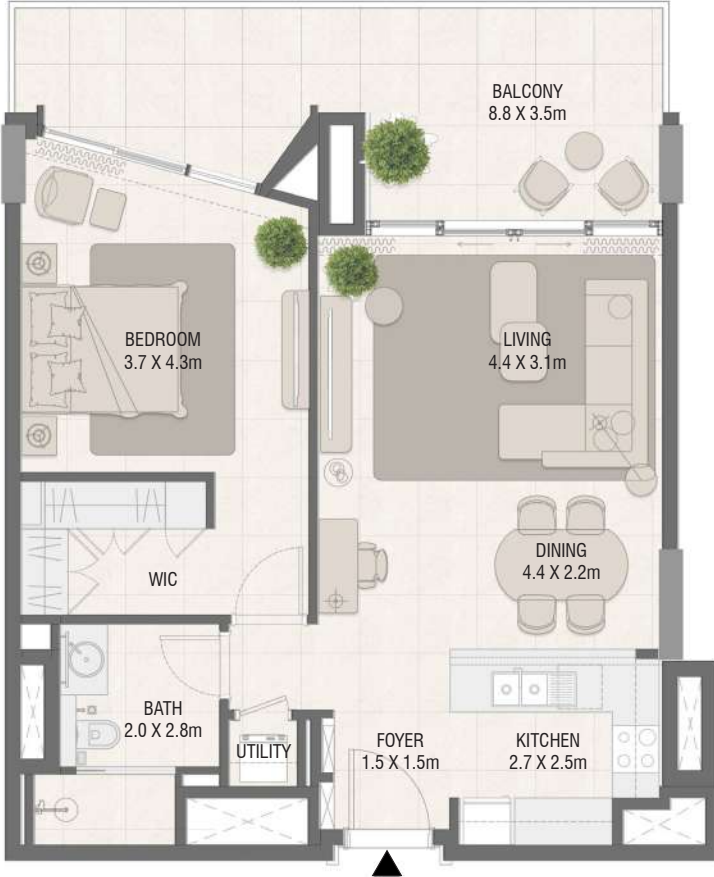 BALCONY
8.8 X 3.5m
BEDROOM
3.7 X 4.3m
LIVING
4.4 X 3.1m
DINING
4.4 X 2.2m
WIC
BATH
2.0 X 2.8m
UTILITY
FOYER
1.5 X 1.5m
KITCHEN
2.7 X 2.5m